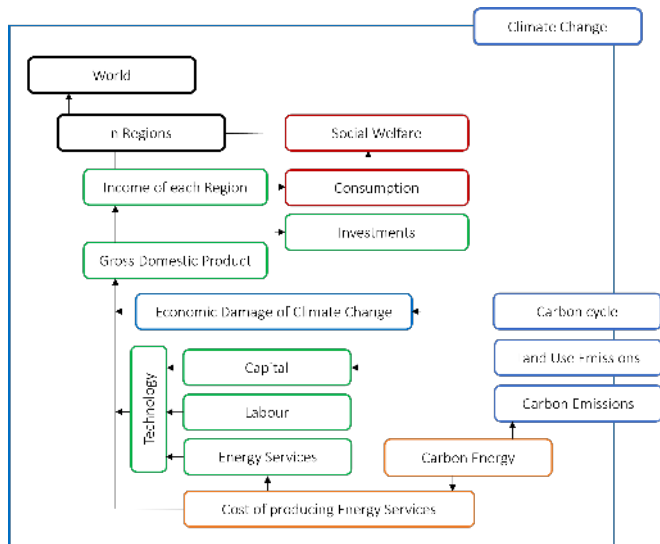 Climate Change
World
n Regions
Social Welfare
Income of each Region
Consumption
Investments
Gross Domestic Product
Economic Damage of Climate Change
Carbon cycle
and Use Emissions
Capital
Technology
Labour
Carbon Emissions
Energy Services
Carbon Energy
Cost of producing Energy Services